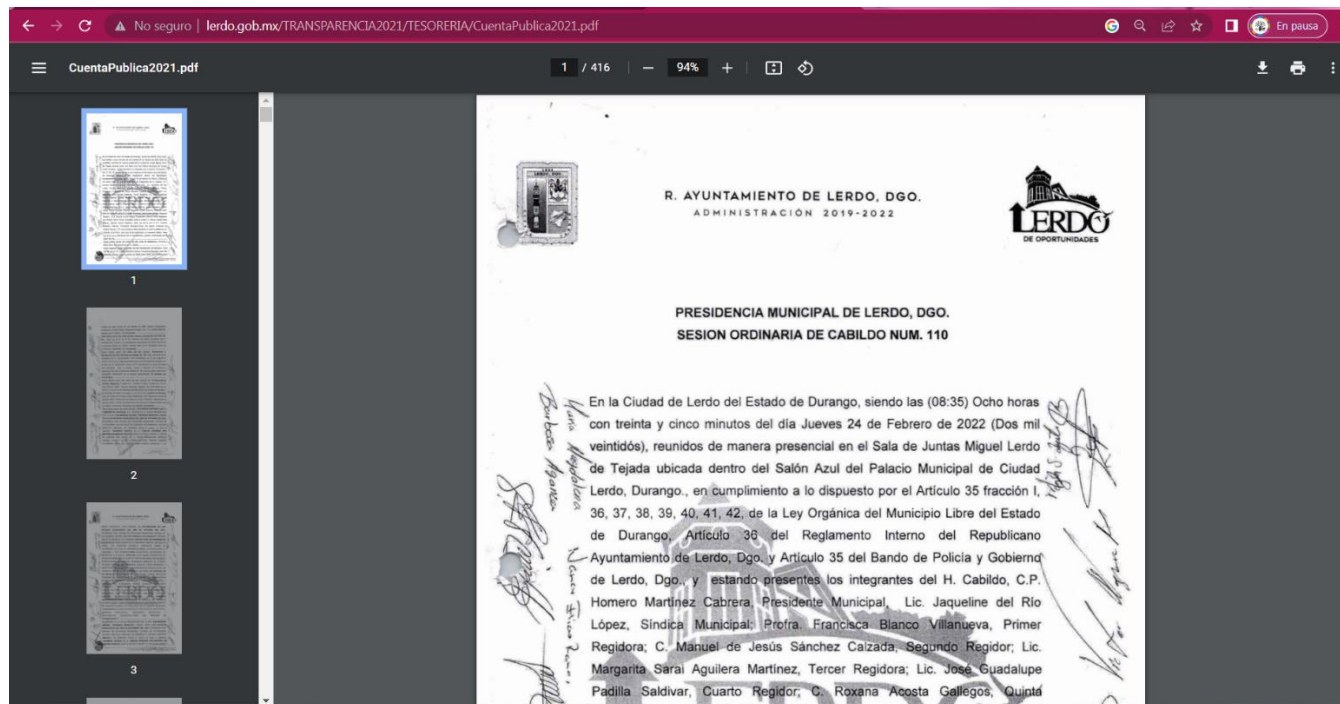 No seguro | lerdo.gob.mx/TRANSPARENCIA2021/TESORERIA/CuentaPublica2021.pdf
En pausa
CuentaPublica2021.pdf
1 / 416
94%
1
2
3
R. AYUNTAMIENTO DE LERDO, DGO.
ADMINISTRACIÓN 2019-2022
LERDO
DE OPORTUNIDADES
PRESIDENCIA MUNICIPAL DE LERDO, DGO.
SESION ORDINARIA DE CABILDO NUM. 110
En la Ciudad de Lerdo del Estado de Durango, siendo las (08:35) Ocho horas
con treinta y cinco minutos del día Jueves 24 de Febrero de 2022 (Dos mil
veintidós), reunidos de manera presencial en el Sala de Juntas Miguel Lerdo
de Tejada ubicada dentro del Salón Azul del Palacio Municipal de Ciudad
Lerdo, Durango., en cumplimiento a lo dispuesto por el Artículo 35 fracción I,
36, 37, 38, 39, 40, 41, 42, de la Ley Orgánica del Municipio Libre del Estado
de Durango, Artículo 36 del Reglamento Interno del Republicano
Ayuntamiento de Lerdo, Dgo. y Artículo 35 del Bando de Policía y Gobierno
de Lerdo, Dgo., y estando presentes los integrantes del H. Cabildo, C.P.
Homero Martínez Cabrera, Presidente Municipal, Lic. Jaqueline del Río
López, Síndica Municipal; Profra. Francisca Blanco Villanueva, Primer
Regidora; C. Manuel de Jesús Sánchez Calzada, Segundo Regidor; Lic.
Margarita Sarai Aguilera Martínez, Tercer Regidora; Lic. José Guadalupe
Padilla Saldivar, Cuarto Regidor; C. Roxana Acosta Gallegos, Quinta